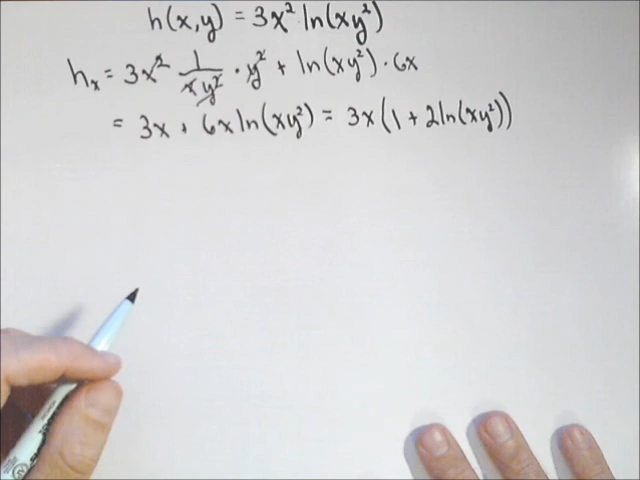 h(x,y) = 3x² ln(xy²)
hₓ = 3x² 1/(xy²) · y² + ln(xy²) · 6x
= 3x + 6x ln(xy²) = 3x(1 + 2ln(xy²))